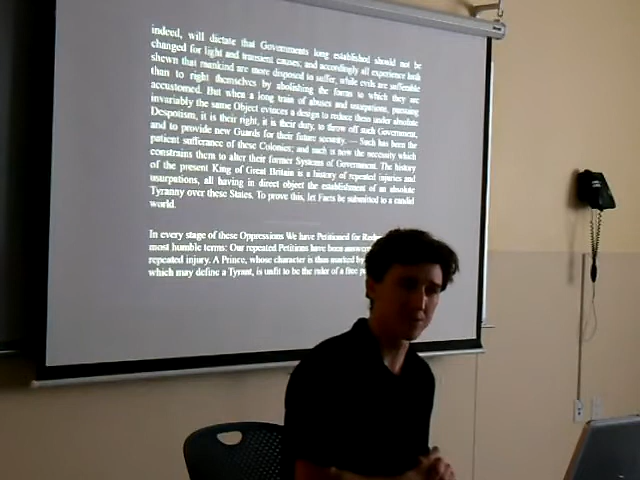 indeed, will dictate that Governments long established should not be
changed for light and transient causes; and accordingly all experience hath
shewn that mankind are more disposed to suffer, while evils are sufferable
than to right themselves by abolishing the forms to which they are
accustomed. But when a long train of abuses and usurpations, pursuing
invariably the same Object evinces a design to reduce them under absolute
Despotism, it is their right, it is their duty, to throw off such Government,
and to provide new Guards for their future security. — Such has been the
patient sufferance of these Colonies; and such is now the necessity which
constrains them to alter their former Systems of Government. The history
of the present King of Great Britain is a history of repeated injuries and
usurpations, all having in direct object the establishment of an absolute
Tyranny over these States. To prove this, let Facts be submitted to a candid
world.
In every stage of these Oppressions We have Petitioned for
most humble terms: Our repeated Petitions have been
repeated injury. A Prince, whose character is thus marked by
which may define a Tyrant, is unfit to be the ruler of a free